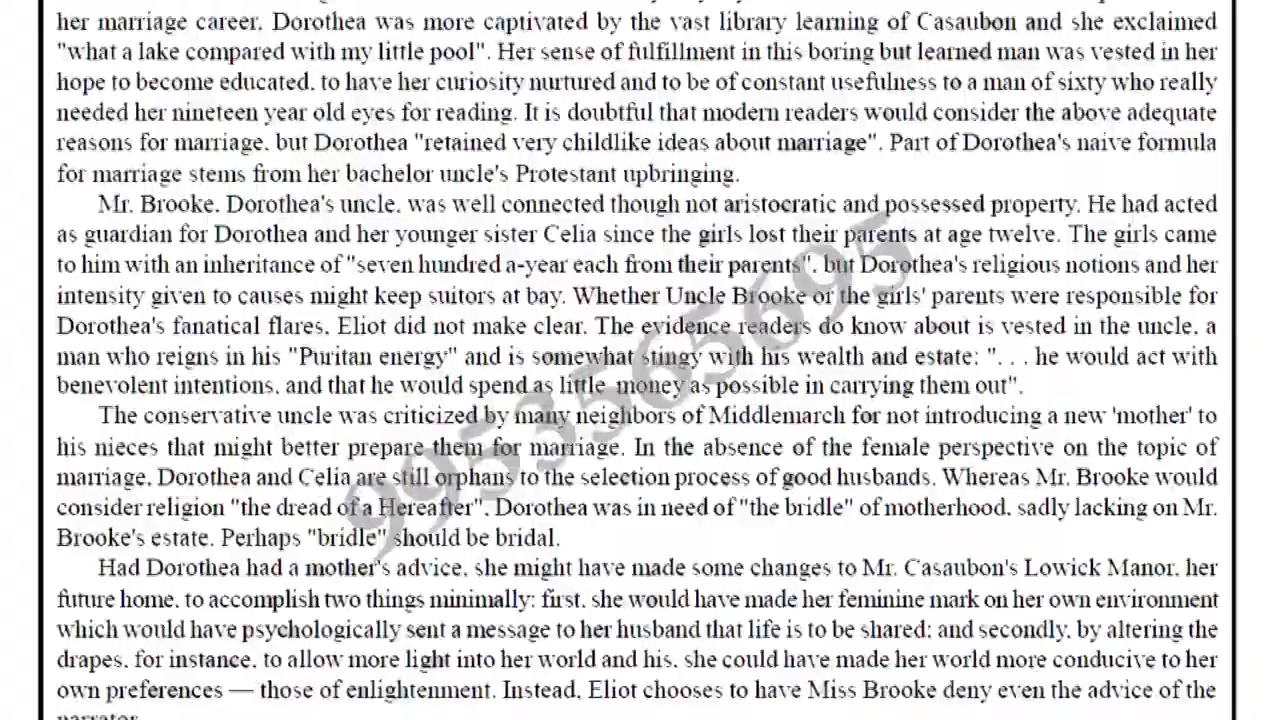 her marriage career. Dorothea was more captivated by the vast library learning of Casaubon and she exclaimed
"what a lake compared with my little pool". Her sense of fulfillment in this boring but learned man was vested in her
hope to become educated, to have her curiosity nurtured and to be of constant usefulness to a man of sixty who really
needed her nineteen year old eyes for reading. It is doubtful that modern readers would consider the above adequate
reasons for marriage, but Dorothea "retained very childlike ideas about marriage". Part of Dorothea's naive formula
for marriage stems from her bachelor uncle's Protestant upbringing.
Mr. Brooke, Dorothea's uncle, was well connected though not aristocratic and possessed property. He had acted
as guardian for Dorothea and her younger sister Celia since the girls lost their parents at age twelve. The girls came
to him with an inheritance of "seven hundred a-year each from their parents", but Dorothea's religious notions and her
intensity given to causes might keep suitors at bay. Whether Uncle Brooke or the girls' parents were responsible for
Dorothea's fanatical flares, Eliot did not make clear. The evidence readers do know about is vested in the uncle, a
man who reigns in his "Puritan energy" and is somewhat stingy with his wealth and estate: ". . . he would act with
benevolent intentions, and that he would spend as little money as possible in carrying them out".
The conservative uncle was criticized by many neighbors of Middlemarch for not introducing a new 'mother' to
his nieces that might better prepare them for marriage. In the absence of the female perspective on the topic of
marriage, Dorothea and Celia are still orphans to the selection process of good husbands. Whereas Mr. Brooke would
consider religion "the dread of a Hereafter", Dorothea was in need of "the bridle" of motherhood, sadly lacking on Mr.
Brooke's estate. Perhaps "bridle" should be bridal.
Had Dorothea had a mother's advice, she might have made some changes to Mr. Casaubon's Lowick Manor, her
future home, to accomplish two things minimally: first, she would have made her feminine mark on her own environment
which would have psychologically sent a message to her husband that life is to be shared; and secondly, by altering the
drapes, for instance, to allow more light into her world and his, she could have made her world more conducive to her
own preferences — those of enlightenment. Instead, Eliot chooses to have Miss Brooke deny even the advice of the
narrator
9953565695